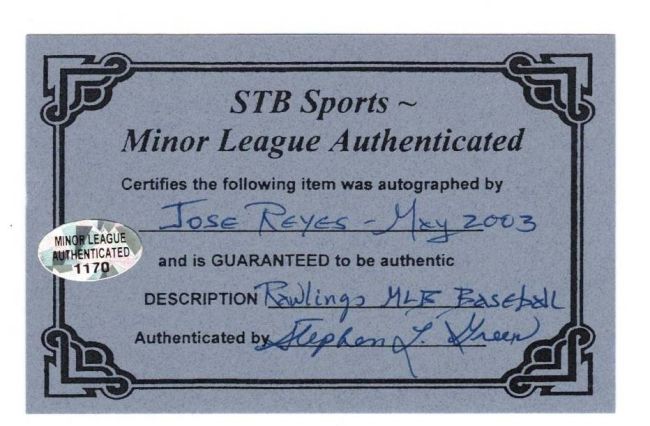 STB Sports ~
Minor League Authenticated
Certifies the following item was autographed by
Jose Reyes - May 2003
MINOR LEAGUE
AUTHENTICATED
1170
and is GUARANTEED to be authentic
DESCRIPTION Rawlings MLB Baseball
Authenticated by Stephen L. Green